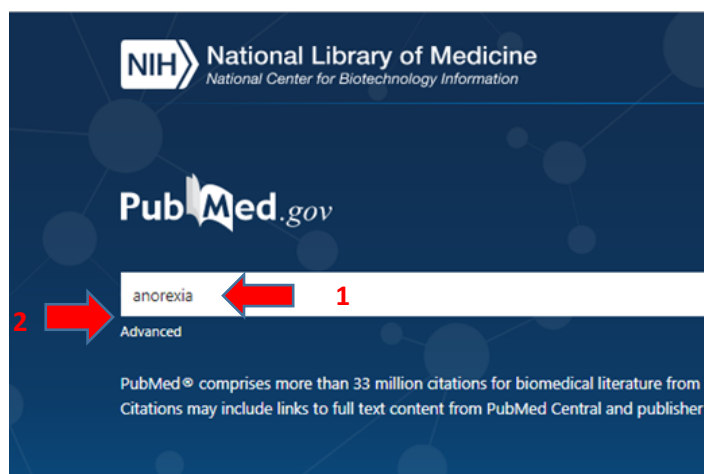 NIH National Library of Medicine
National Center for Biotechnology Information
PubMed.gov
anorexia 1
2
Advanced
PubMed® comprises more than 33 million citations for biomedical literature from
Citations may include links to full text content from PubMed Central and publisher